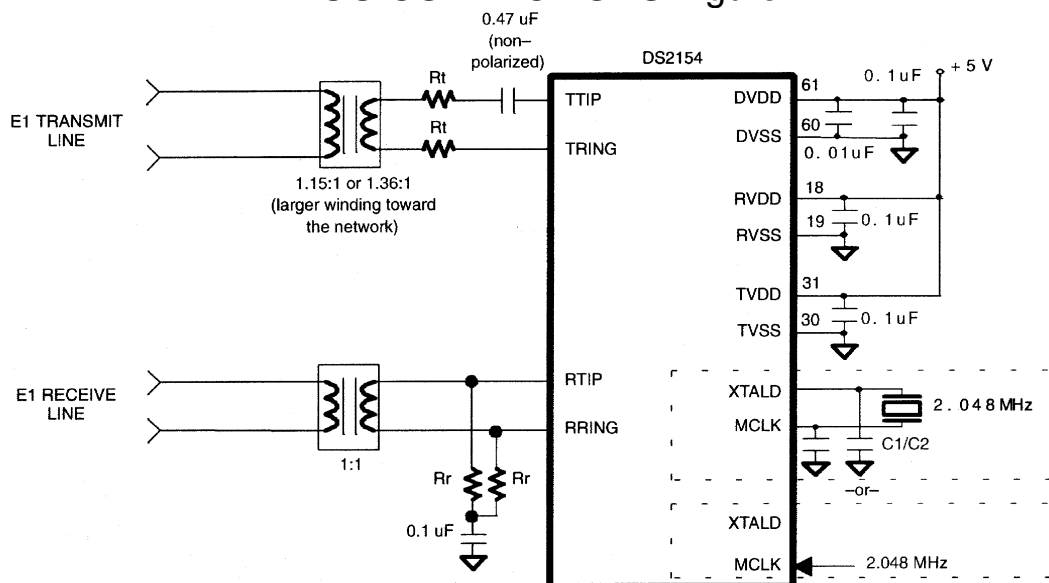 0.47 uF
(non–
polarized)
DS2154
+ 5 V
Rt
Rt
TTIP
TRING
DVDD
61
0.1uF
DVSS
60
0.01uF
E1 TRANSMIT
LINE
1.15:1 or 1.36:1
(larger winding toward
the network)
RVDD
18
0.1uF
RVSS
19
TVDD
31
0.1uF
TVSS
30
E1 RECEIVE
LINE
1:1
RTIP
RRING
Rr
Rr
0.1 uF
XTALD
MCLK
2.048MHz
C1/C2
–or–
XTALD
MCLK
2.048 MHz